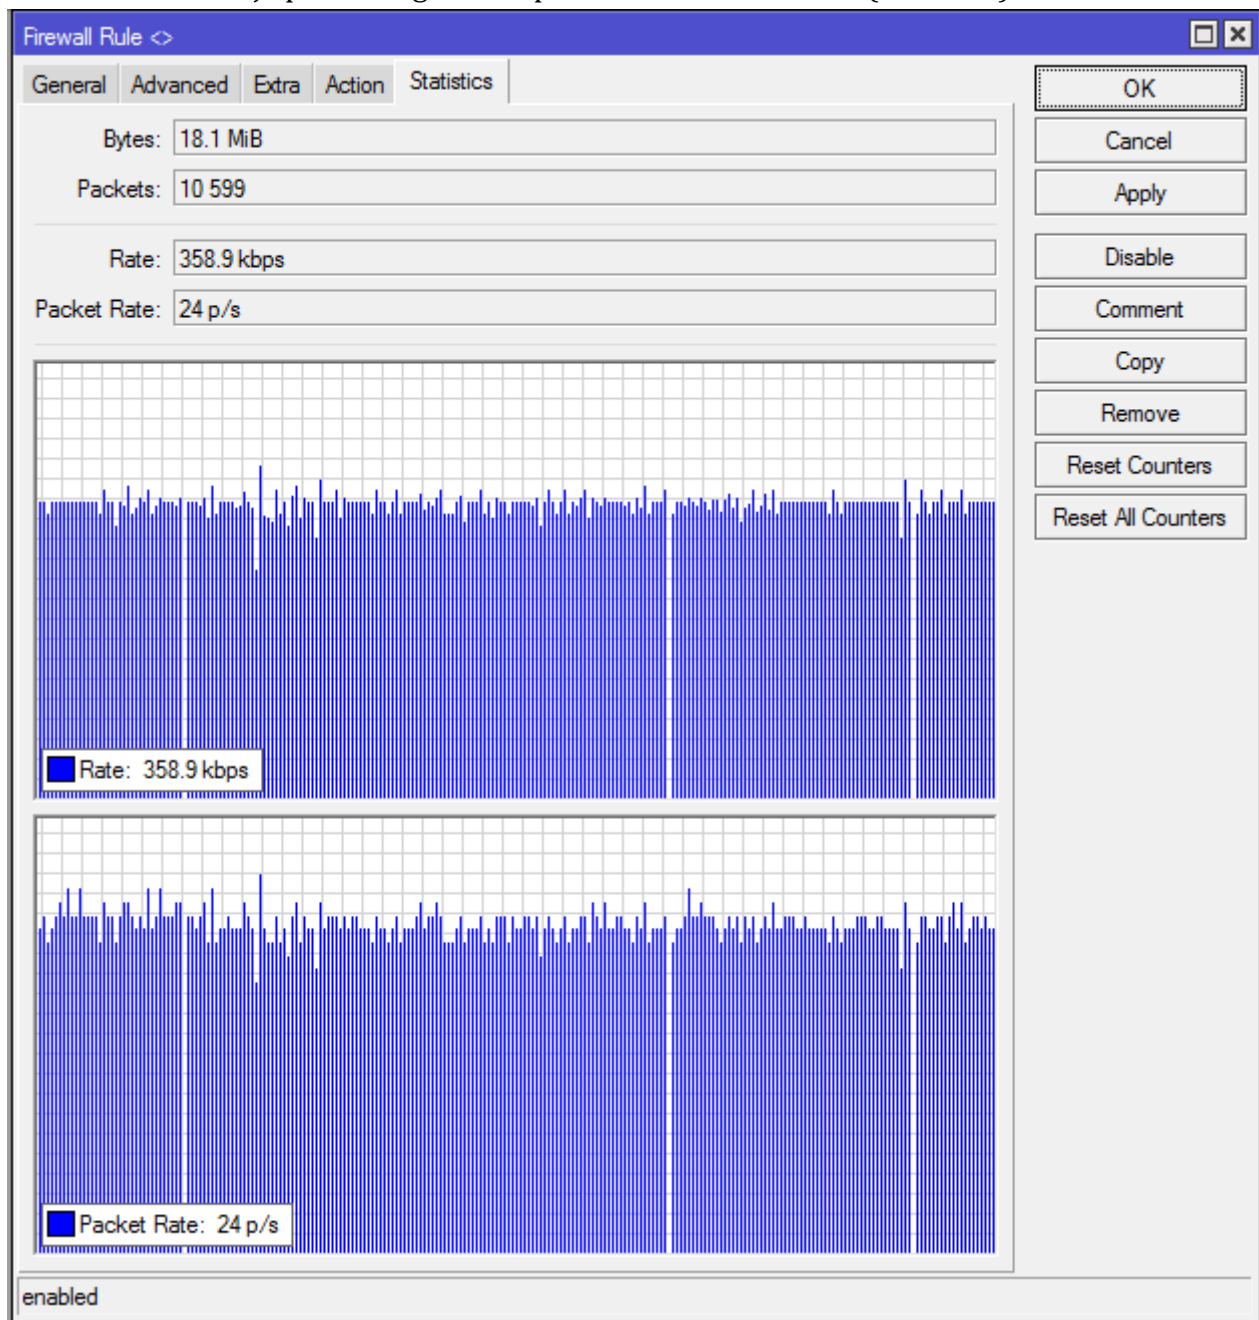 Firewall Rule <>
General Advanced Extra Action Statistics
Bytes: 18.1 MiB
Packets: 10 599
Rate: 358.9 kbps
Packet Rate: 24 p/s
Rate: 358.9 kbps
Packet Rate: 24 p/s
OK
Cancel
Apply
Disable
Comment
Copy
Remove
Reset Counters
Reset All Counters
enabled